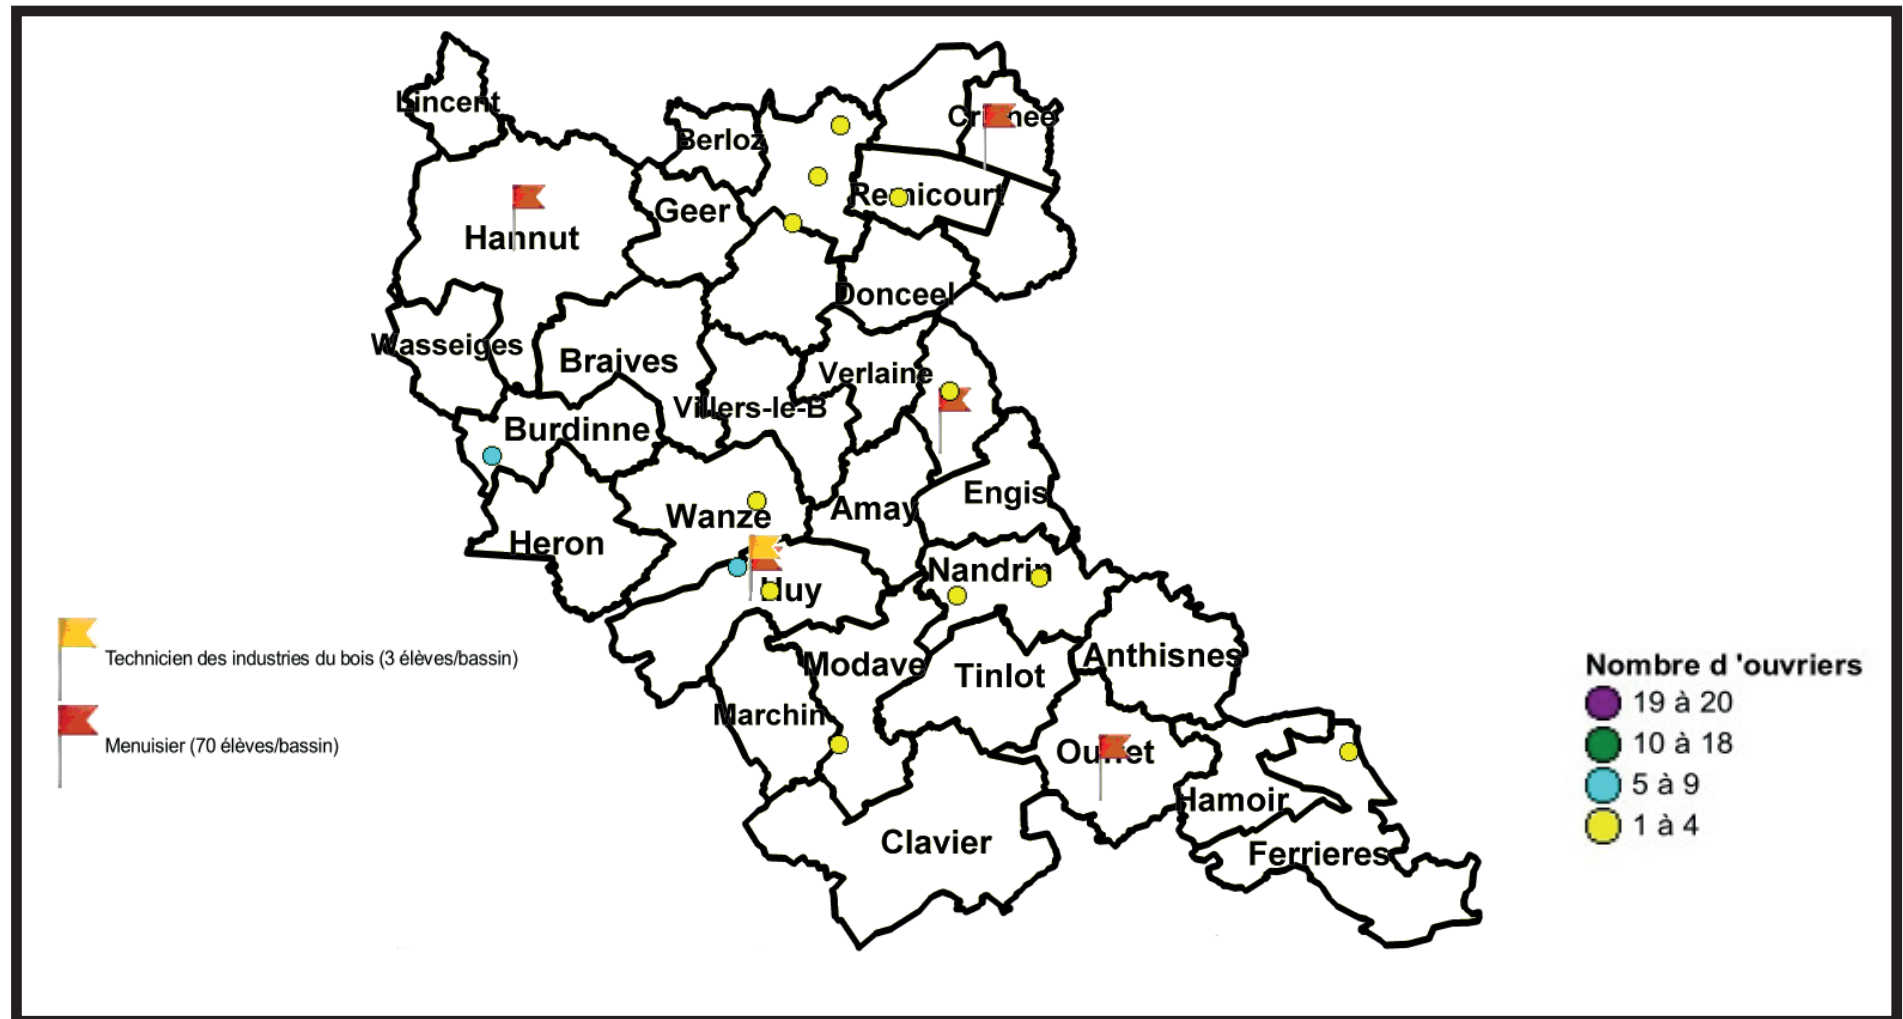 Lincent
Crisnee
Berloz
Remicourt
Geer
Hannut
Donceel
Wasseiges
Braives
Verlaine
Villers-le-B
Burdinne
Engis
Amay
Wanze
Heron
Nandrin
Huy
Anthisnes
Modave
Tinlot
Marchin
Ouffet
Hamoir
Clavier
Ferrieres
Technicien des industries du bois (3 élèves/bassin)
Menuisier (70 élèves/bassin)
Nombre d 'ouvriers
19 à 20
10 à 18
5 à 9
1 à 4